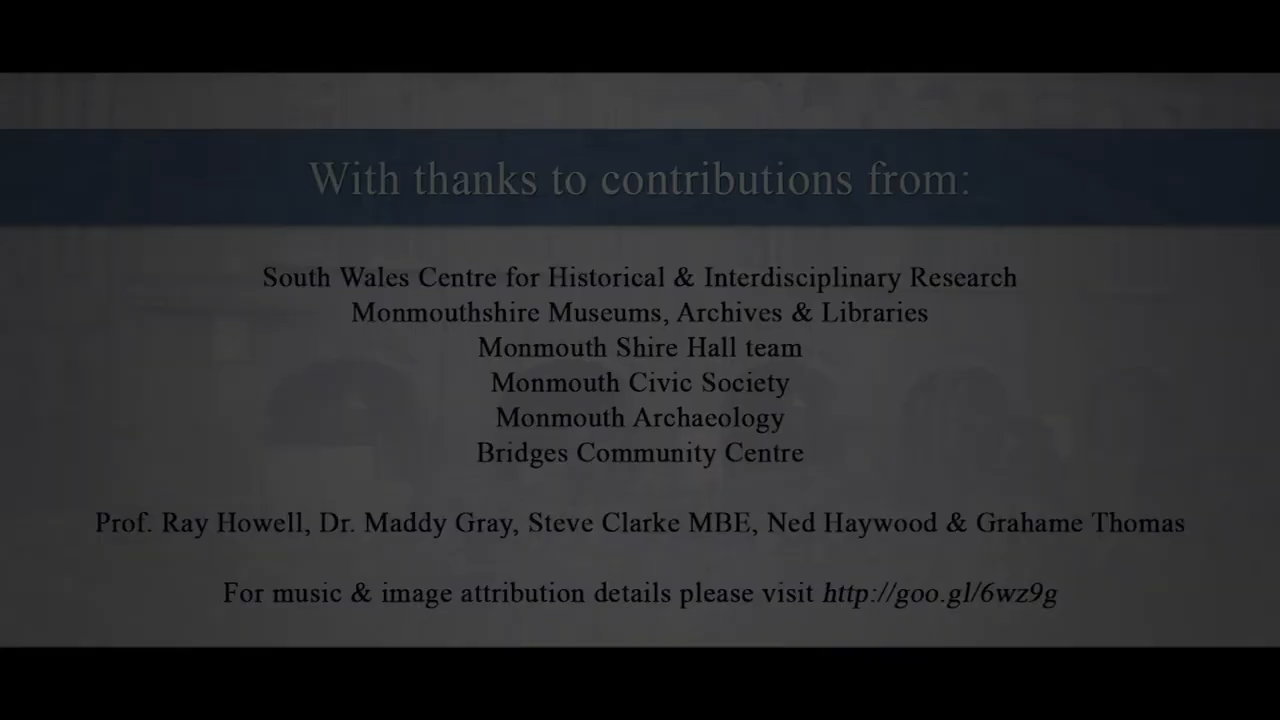 With thanks to contributions from:
South Wales Centre for Historical & Interdisciplinary Research
Monmouthshire Museums, Archives & Libraries
Monmouth Shire Hall team
Monmouth Civic Society
Monmouth Archaeology
Bridges Community Centre
Prof. Ray Howell, Dr. Maddy Gray, Steve Clarke MBE, Ned Haywood & Grahame Thomas
For music & image attribution details please visit http://goo.gl/6wz9g